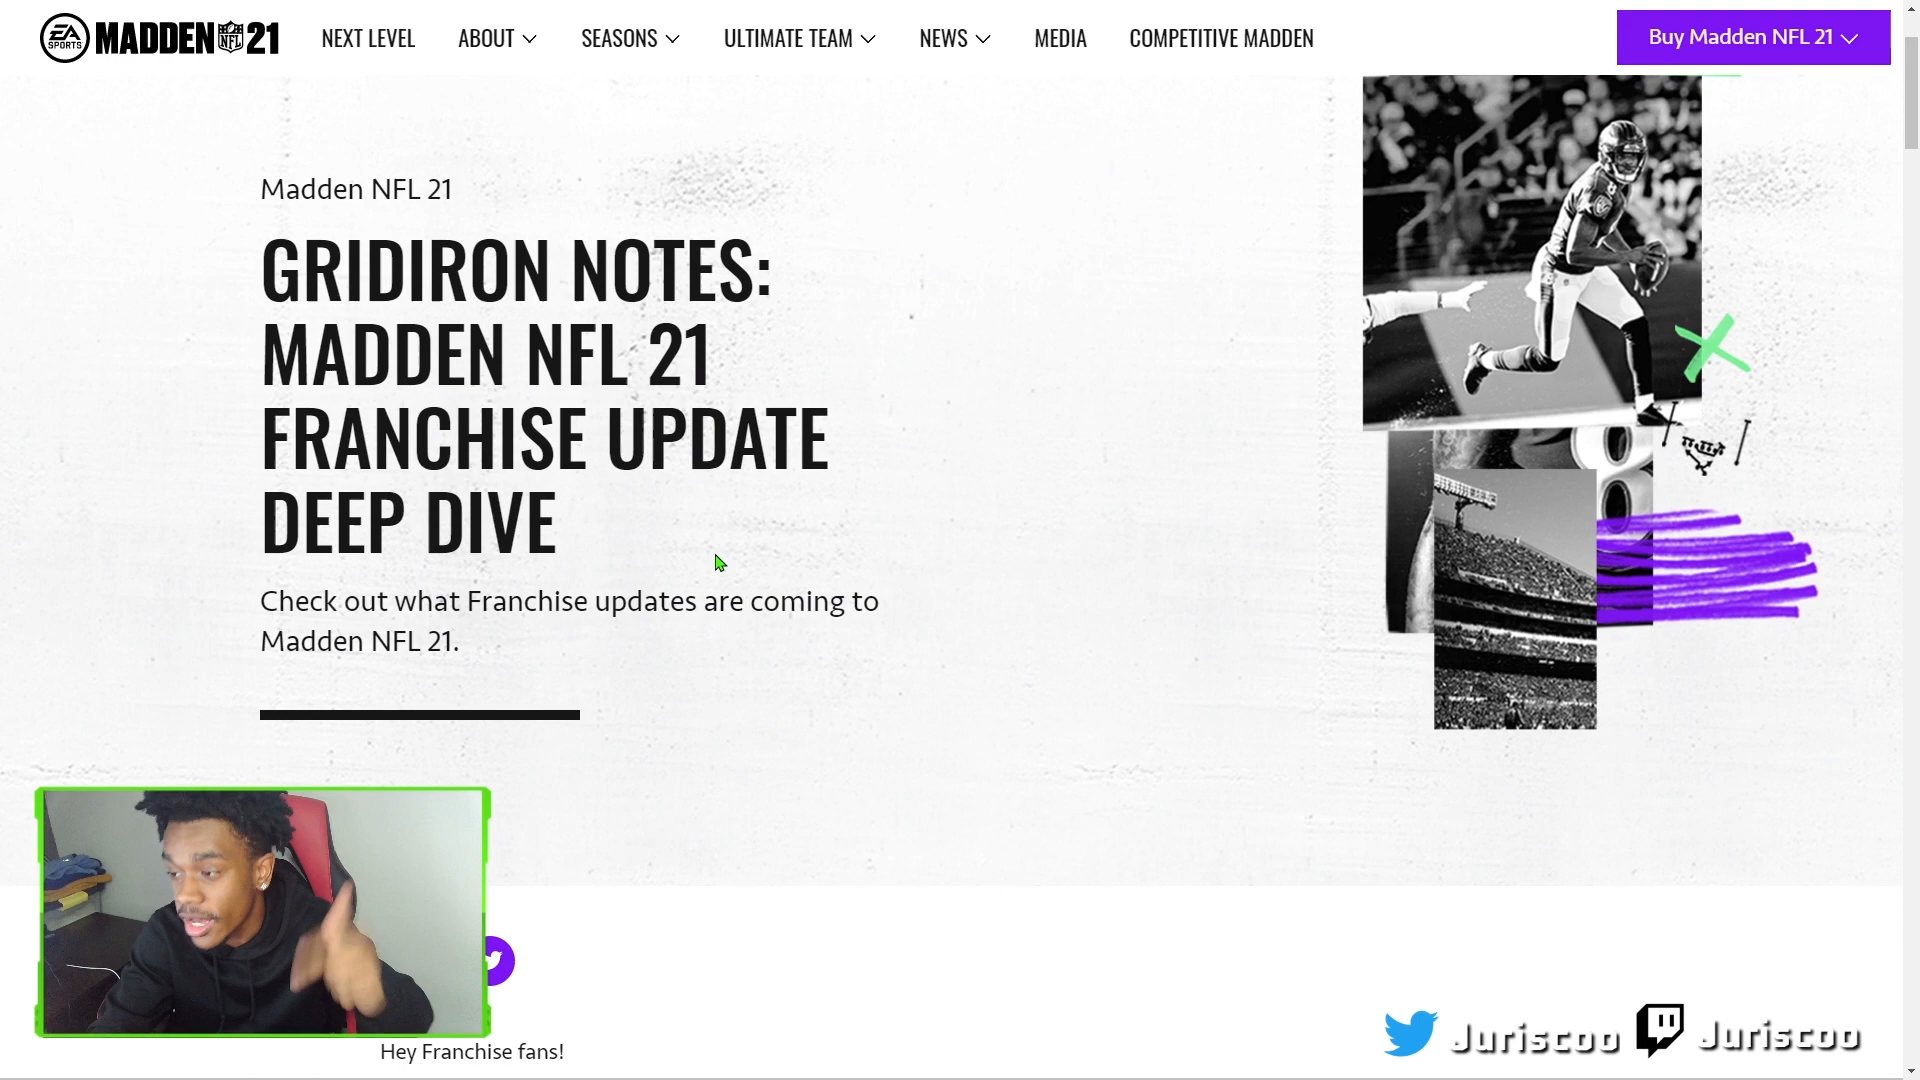 EA SPORTS MADDEN NFL 21
NEXT LEVEL
ABOUT
SEASONS
ULTIMATE TEAM
NEWS
MEDIA
COMPETITIVE MADDEN
Buy Madden NFL 21
Madden NFL 21
GRIDIRON NOTES:
MADDEN NFL 21
FRANCHISE UPDATE
DEEP DIVE
Check out what Franchise updates are coming to
Madden NFL 21.
8
Hey Franchise fans!
Juriscoo
Juriscoo